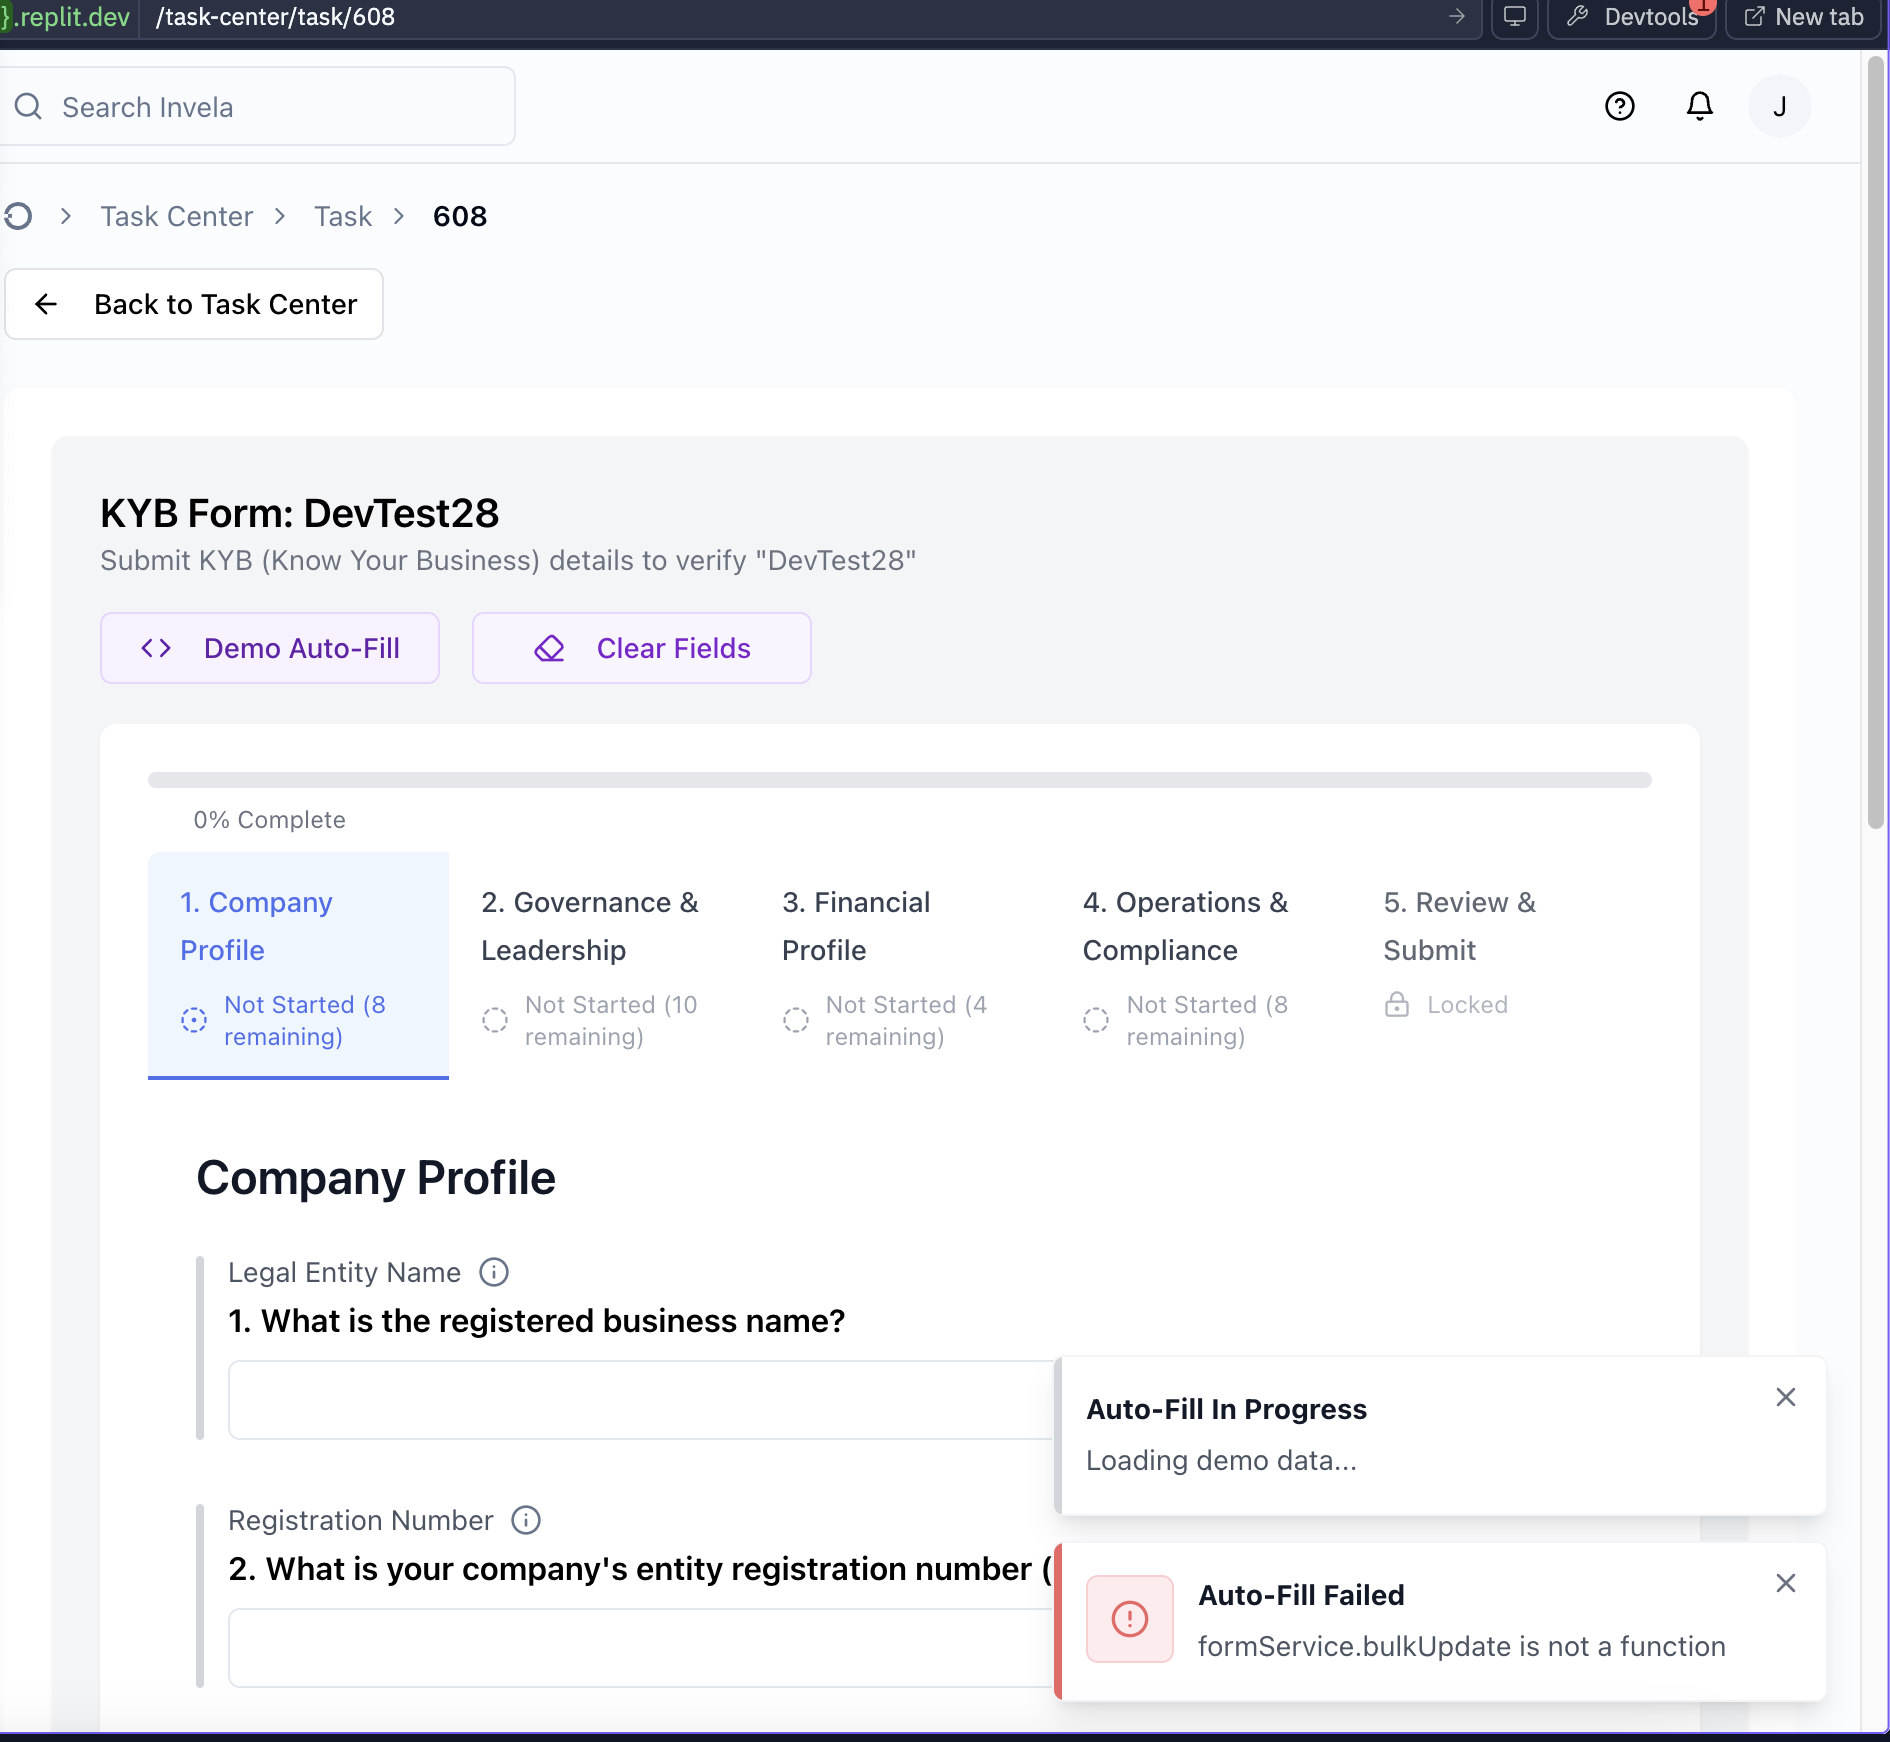 }.replit.dev /task-center/task/608 Devtools 1 New tab
Search Invela
J
Task Center Task 608
Back to Task Center
KYB Form: DevTest28
Submit KYB (Know Your Business) details to verify "DevTest28"
Demo Auto-Fill Clear Fields
0% Complete
1. Company
Profile
Not Started (8
remaining)
2. Governance &
Leadership
Not Started (10
remaining)
3. Financial
Profile
Not Started (4
remaining)
4. Operations &
Compliance
Not Started (8
remaining)
5. Review &
Submit
Locked
Company Profile
Legal Entity Name
1. What is the registered business name?
Registration Number
2. What is your company's entity registration number (
Auto-Fill In Progress
Loading demo data...
Auto-Fill Failed
formService.bulkUpdate is not a function